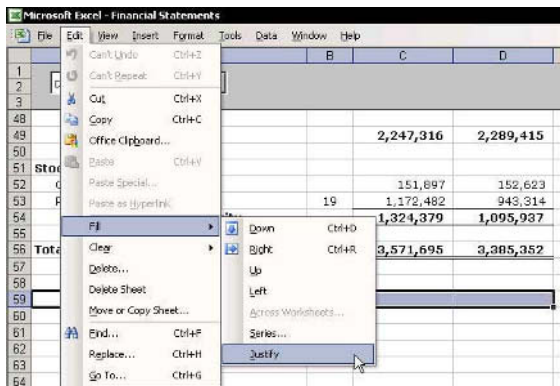 Microsoft Excel - Financial Statements
File Edit View Insert Format Tools Data Window Help
B C D
1
2
3
Can't Undo Ctrl+Z
Can't Repeat Ctrl+Y
Cut Ctrl+X
Copy Ctrl+C
Office Clipboard...
Paste Ctrl+V
Paste Special...
Paste as Hyperlink
Fill
Clear
Delete...
Delete Sheet
Move or Copy Sheet...
Find... Ctrl+F
Replace... Ctrl+H
Go To... Ctrl+G
Down Ctrl+D
Right Ctrl+R
Up
Left
Across Worksheets...
Series...
Justify
48
49 2,247,316 2,289,415
50
51 Stoc
52 151,897 152,623
53 19 1,172,482 943,314
54 1,324,379 1,095,937
55
56 Tota 3,571,695 3,385,352
57
58
59
60
61
62
63
64